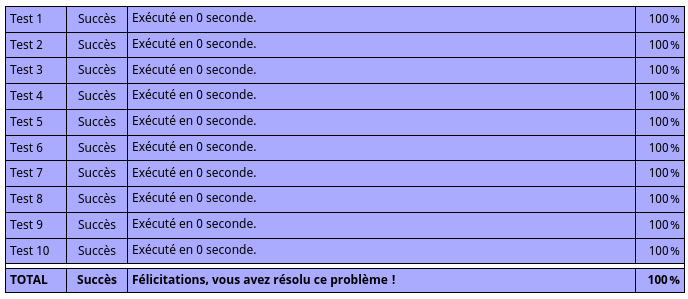 Test 1 Succès Exécuté en 0 seconde. 100 %
Test 2 Succès Exécuté en 0 seconde. 100 %
Test 3 Succès Exécuté en 0 seconde. 100 %
Test 4 Succès Exécuté en 0 seconde. 100 %
Test 5 Succès Exécuté en 0 seconde. 100 %
Test 6 Succès Exécuté en 0 seconde. 100 %
Test 7 Succès Exécuté en 0 seconde. 100 %
Test 8 Succès Exécuté en 0 seconde. 100 %
Test 9 Succès Exécuté en 0 seconde. 100 %
Test 10 Succès Exécuté en 0 seconde. 100 %
TOTAL Succès Félicitations, vous avez résolu ce problème ! 100 %